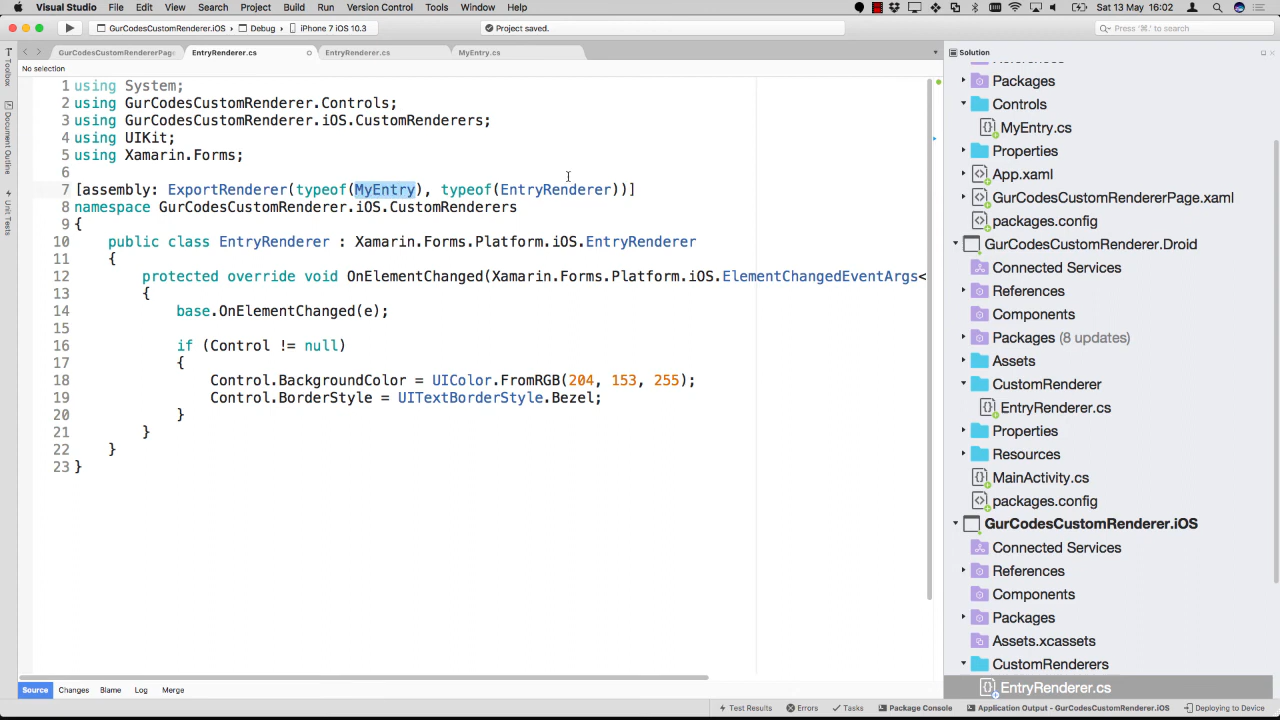 Visual Studio File Edit View Search Project Build Run Version Control Tools Window Help Sat 13 May 16:02
GurCodesCustomRenderer.iOS Debug iPhone 7 iOS 10.3 Project saved. Press '⌘.' to search
GurCodesCustomRendererPage EntryRenderer.cs EntryRenderer.cs MyEntry.cs
No selection
Toolbox
Document Outline
Unit Tests
1 using System;
2 using GurCodesCustomRenderer.Controls;
3 using GurCodesCustomRenderer.iOS.CustomRenderers;
4 using UIKit;
5 using Xamarin.Forms;
6
7 [assembly: ExportRenderer(typeof(MyEntry), typeof(EntryRenderer))]
8 namespace GurCodesCustomRenderer.iOS.CustomRenderers
9 {
10 public class EntryRenderer : Xamarin.Forms.Platform.iOS.EntryRenderer
11 {
12 protected override void OnElementChanged(Xamarin.Forms.Platform.iOS.ElementChangedEventArgs<
13 {
14 base.OnElementChanged(e);
15
16 if (Control != null)
17 {
18 Control.BackgroundColor = UIColor.FromRGB(204, 153, 255);
19 Control.BorderStyle = UITextBorderStyle.Bezel;
20 }
21 }
22 }
23 }
Source Changes Blame Log Merge
Solution
References
Packages
Controls
MyEntry.cs
Properties
App.xaml
GurCodesCustomRendererPage.xaml
packages.config
GurCodesCustomRenderer.Droid
Connected Services
References
Components
Packages (8 updates)
Assets
CustomRenderer
EntryRenderer.cs
Properties
Resources
MainActivity.cs
packages.config
GurCodesCustomRenderer.iOS
Connected Services
References
Components
Packages
Assets.xcassets
CustomRenderers
EntryRenderer.cs
Test Results Errors Tasks Package Console Application Output - GurCodesCustomRenderer.iOS Deploying to Device